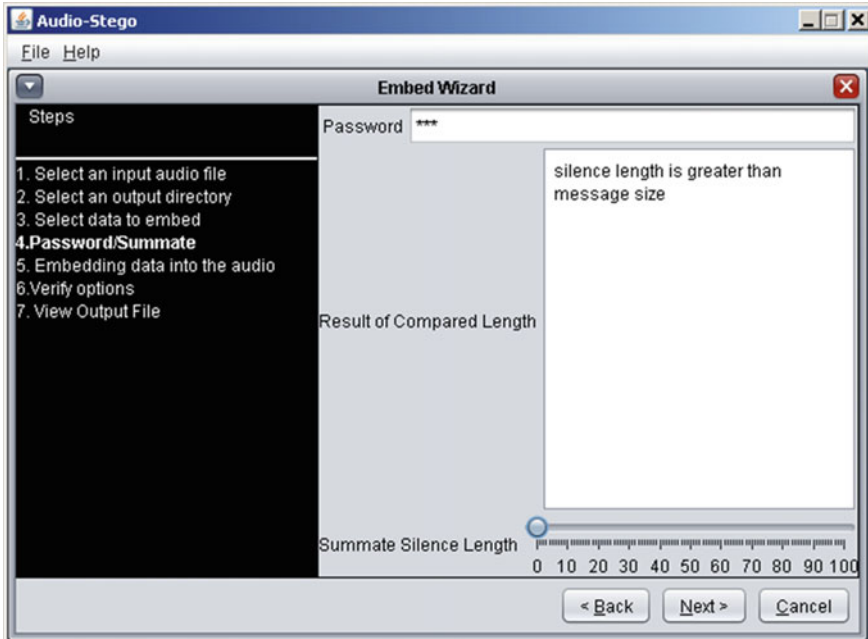 Audio-Stego
File Help
Embed Wizard
Steps
1. Select an input audio file
2. Select an output directory
3. Select data to embed
4.Password/Summate
5. Embedding data into the audio
6.Verify options
7. View Output File
Password ***
Result of Compared Length
silence length is greater than
message size
Summate Silence Length
0 10 20 30 40 50 60 70 80 90 100
< Back Next > Cancel